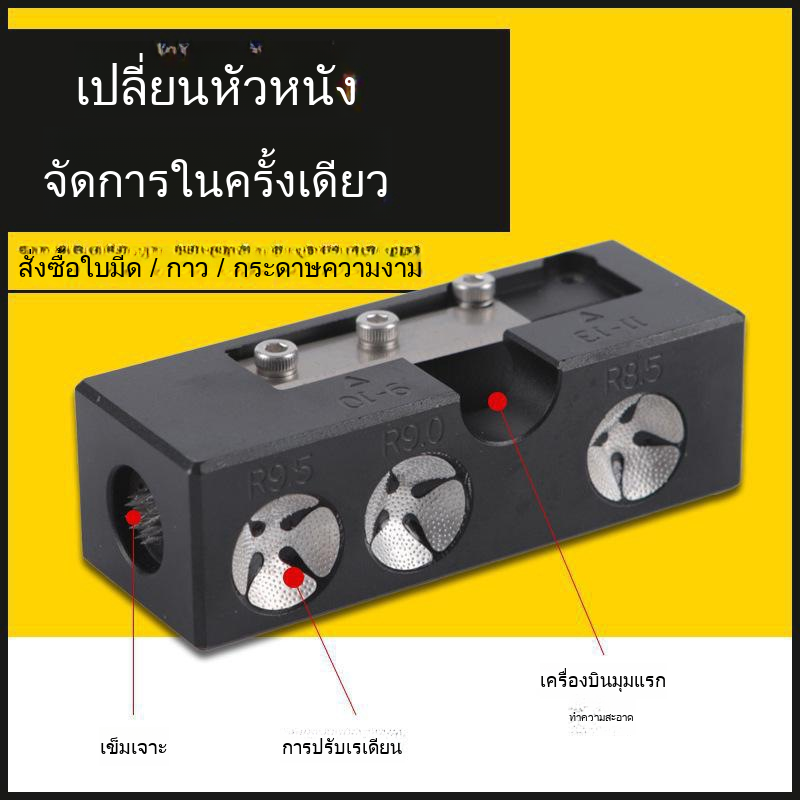 เปลี่ยนหัวหนัง
จัดการในครั้งเดียว
สั่งซื้อใบมีด / กาว / กระดาษความงาม
11-13
9-10
R8.5
R9.0
R9.5
เครื่องบินมุมแรก
ทำความสะอาด
เข็มเจาะ
การปรับเรเดียน